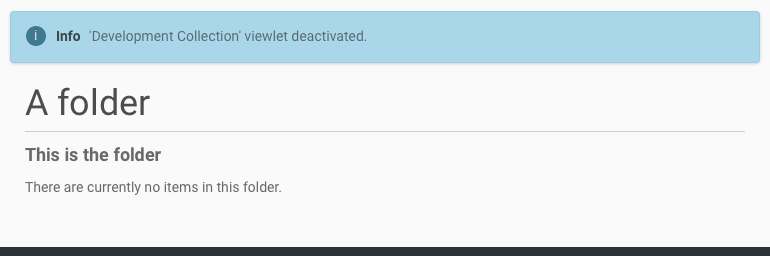 i Info 'Development Collection' viewlet deactivated.
A folder
This is the folder
There are currently no items in this folder.